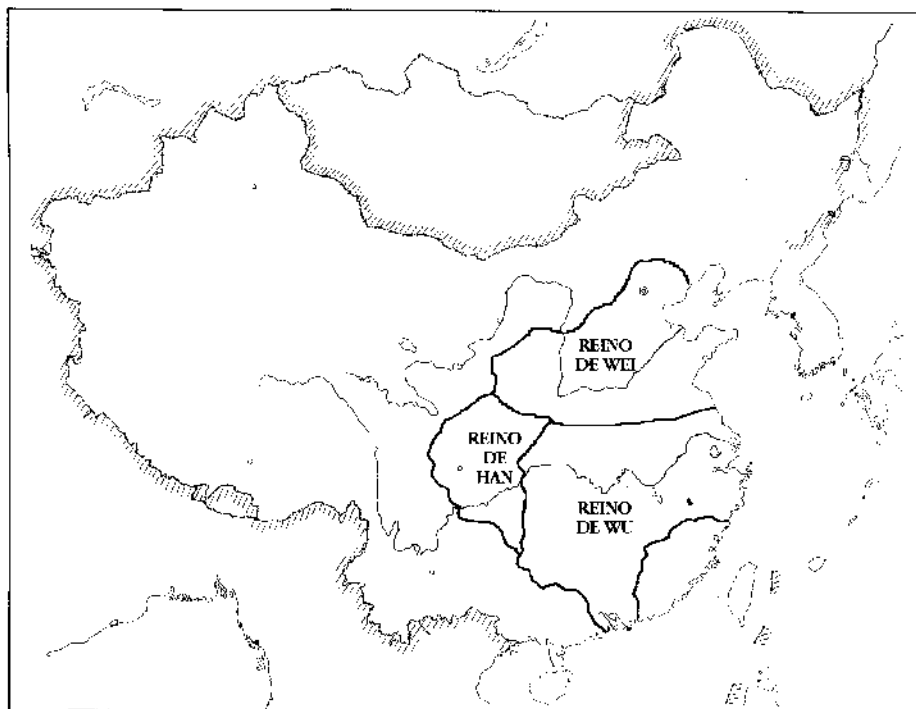 REINO
DE WEI
REINO
DE
HAN
REINO
DE WU